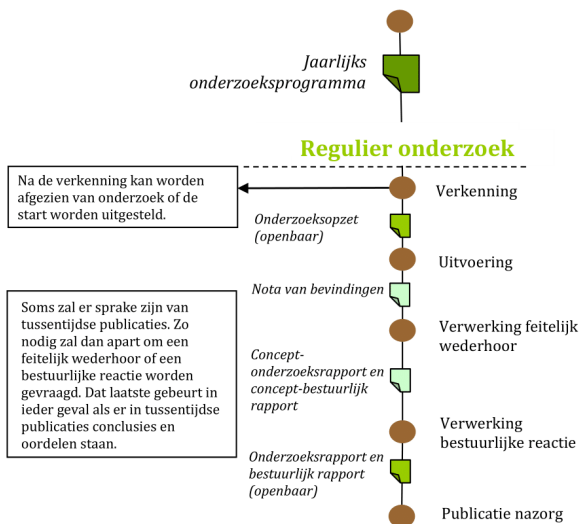 Jaarlijks
onderzoeksprogramma
Regulier onderzoek
Na de verkenning kan worden
afgezien van onderzoek of de
start worden uitgesteld.
Verkenning
Onderzoeksopzet
(openbaar)
Uitvoering
Nota van bevindingen
Soms zal er sprake zijn van
tussentijdse publicaties. Zo
nodig zal dan apart om een
feitelijk wederhoor of een
bestuurlijke reactie worden
gevraagd. Dat laatste gebeurt in
ieder geval als er in tussentijdse
publicaties conclusies en
oordelen staan.
Verwerking feitelijk
wederhoor
Concept-
onderzoeksrapport en
concept-bestuurlijk
rapport
Verwerking
bestuurlijke reactie
Onderzoeksrapport en
bestuurlijk rapport
(openbaar)
Publicatie nazorg